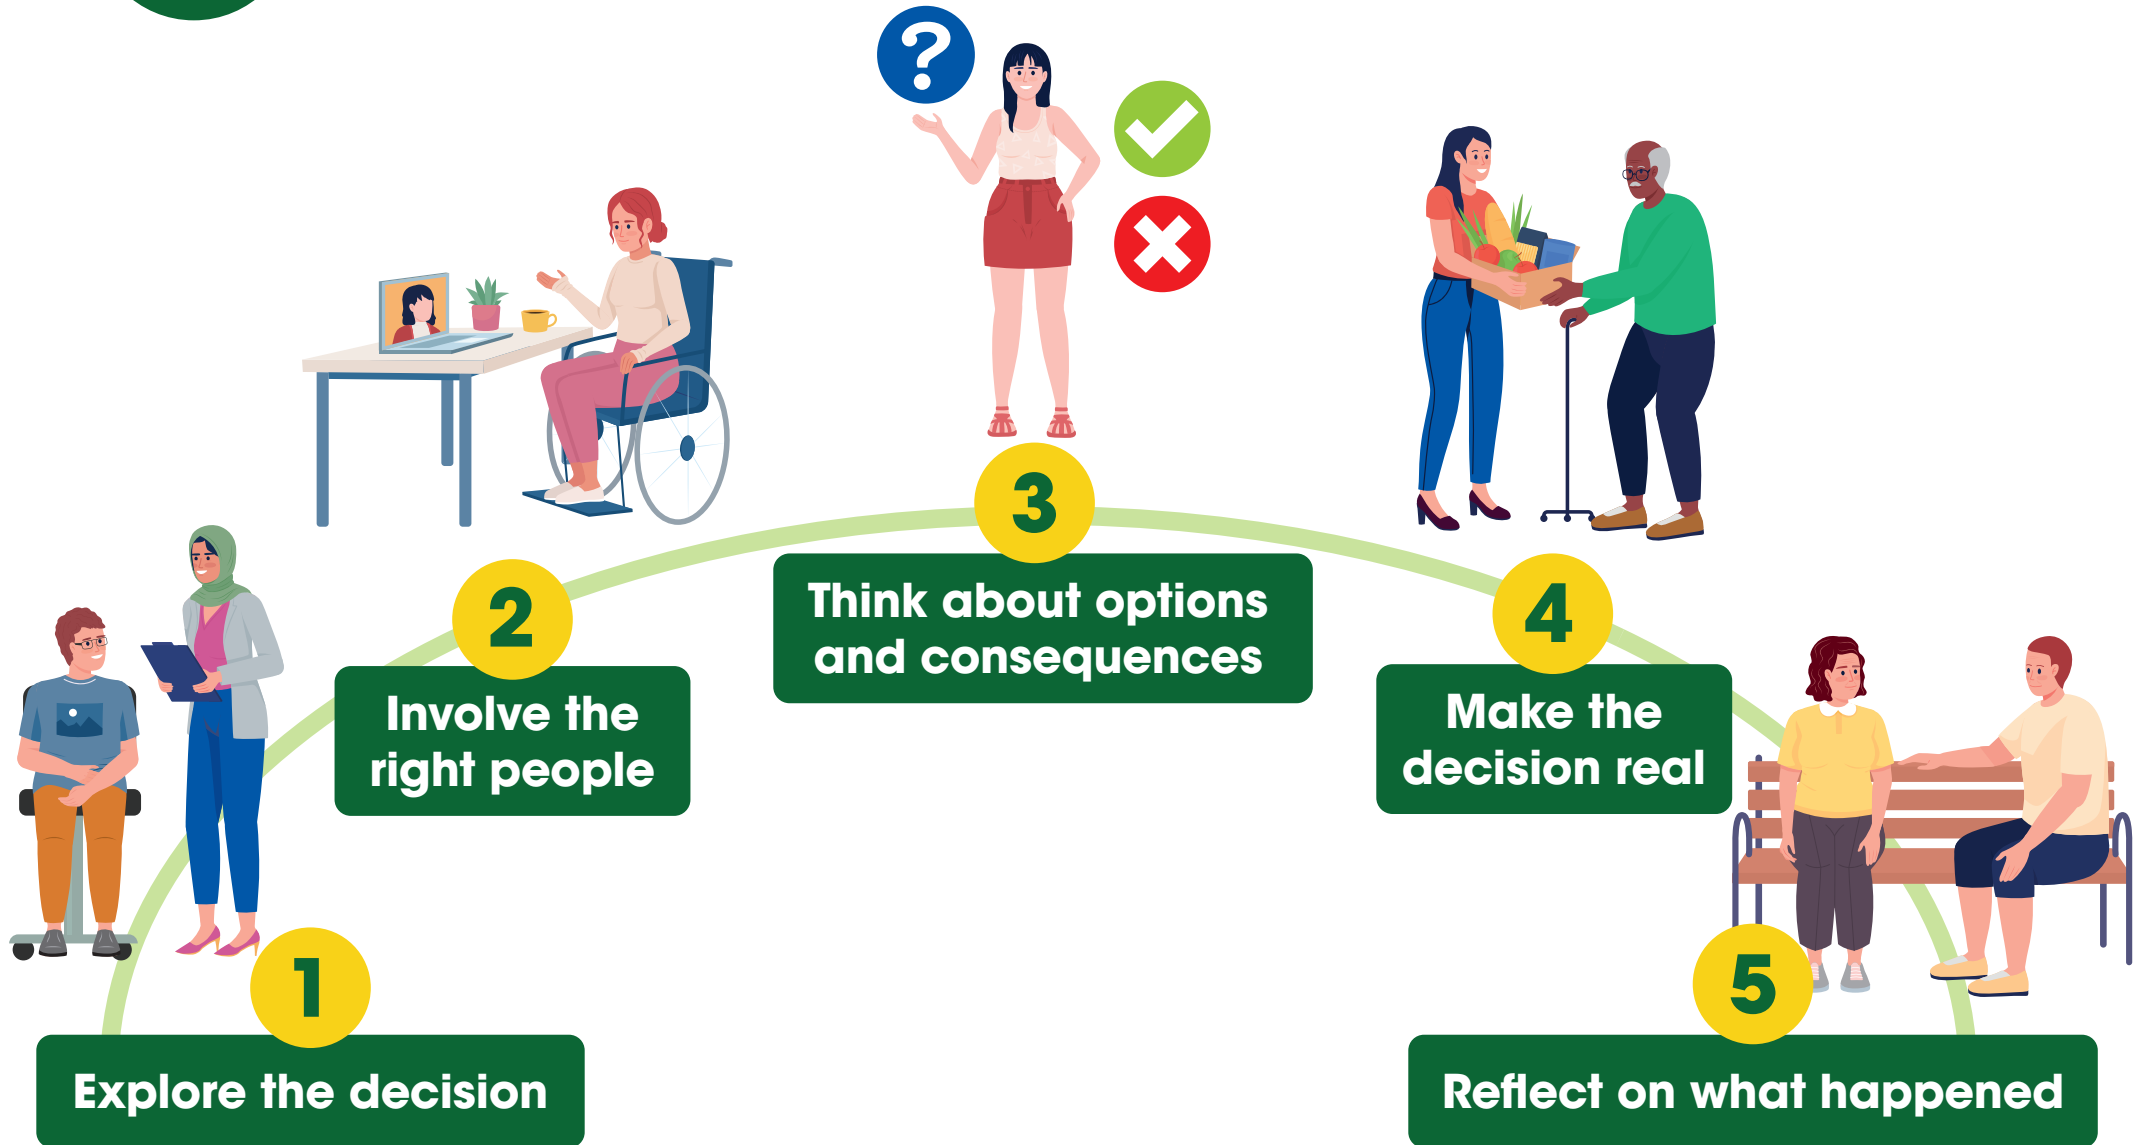 ?
1
Explore the decision
2
Involve the
right people
3
Think about options
and consequences
4
Make the
decision real
5
Reflect on what happened